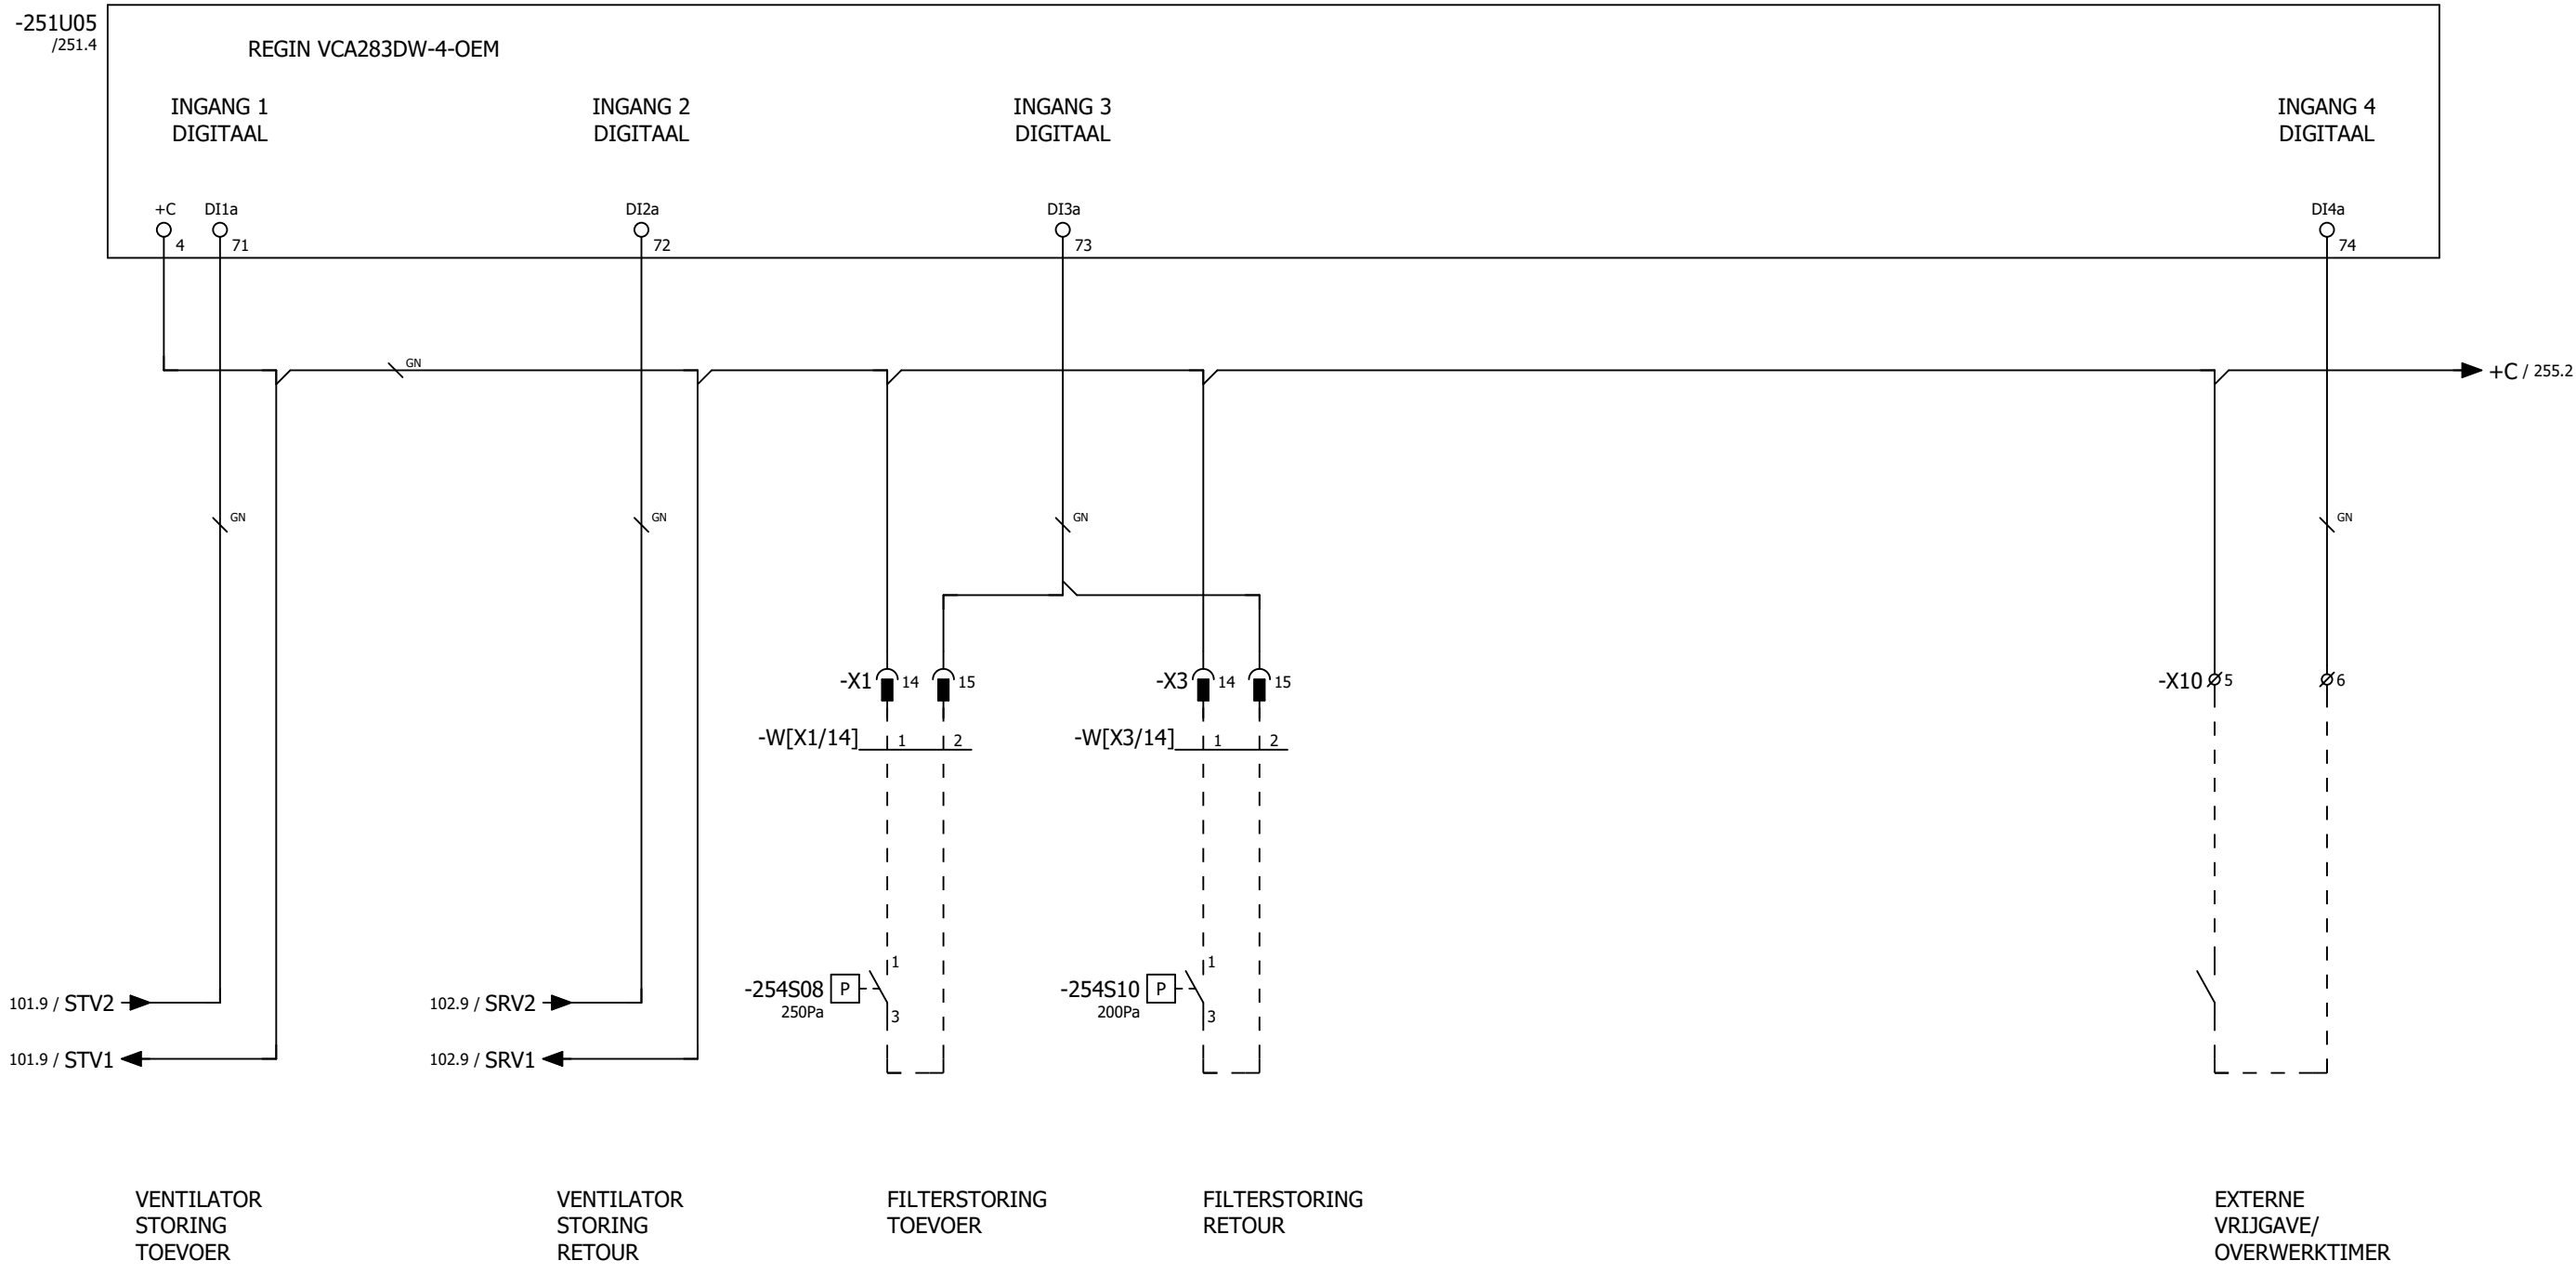 -251U05
/251.4
REGIN VCA283DW-4-OEM
INGANG 1
DIGITAAL
INGANG 2
DIGITAAL
INGANG 3
DIGITAAL
INGANG 4
DIGITAAL
+C
4
DI1a
71
DI2a
72
DI3a
73
DI4a
74
GN
+C / 255.2
GN
GN
GN
GN
-X1
14
15
-X3
14
15
-X10
5
6
-W[X1/14]
1
2
-W[X3/14]
1
2
101.9 / STV2
101.9 / STV1
102.9 / SRV2
102.9 / SRV1
-254S08
250Pa
P
1
3
-254S10
200Pa
P
1
3
VENTILATOR
STORING
TOEVOER
VENTILATOR
STORING
RETOUR
FILTERSTORING
TOEVOER
FILTERSTORING
RETOUR
EXTERNE
VRIJGAVE/
OVERWERKTIMER